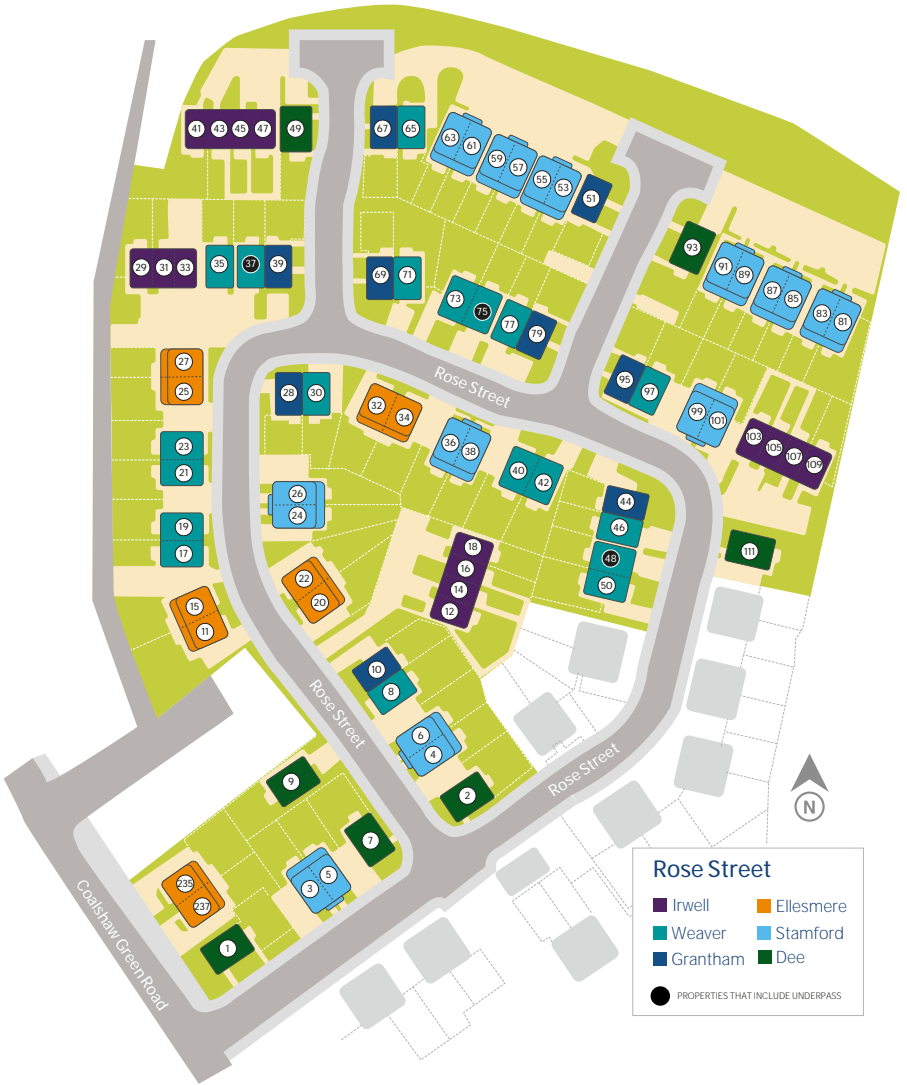 41 43 45 47 49
67 65
63 61 59 57 55 53 51
29 31 33 35 37 39
69 71
73 75 77 79
93
91 89 87 85 83 81
27
25
28 30
32 34
Rose Street
95 97
99 101
103 105 107 109
23
21
36 38
40 42
26
24
44
46
19
17
18
16
14
12
48
50
111
22
20
15
11
10
8
Rose Street
6
4
2
Rose Street
9
7
5
3
235
237
1
Coalshaw Green Road
N
Rose Street
Irwell
Ellesmere
Weaver
Stamford
Grantham
Dee
PROPERTIES THAT INCLUDE UNDERPASS